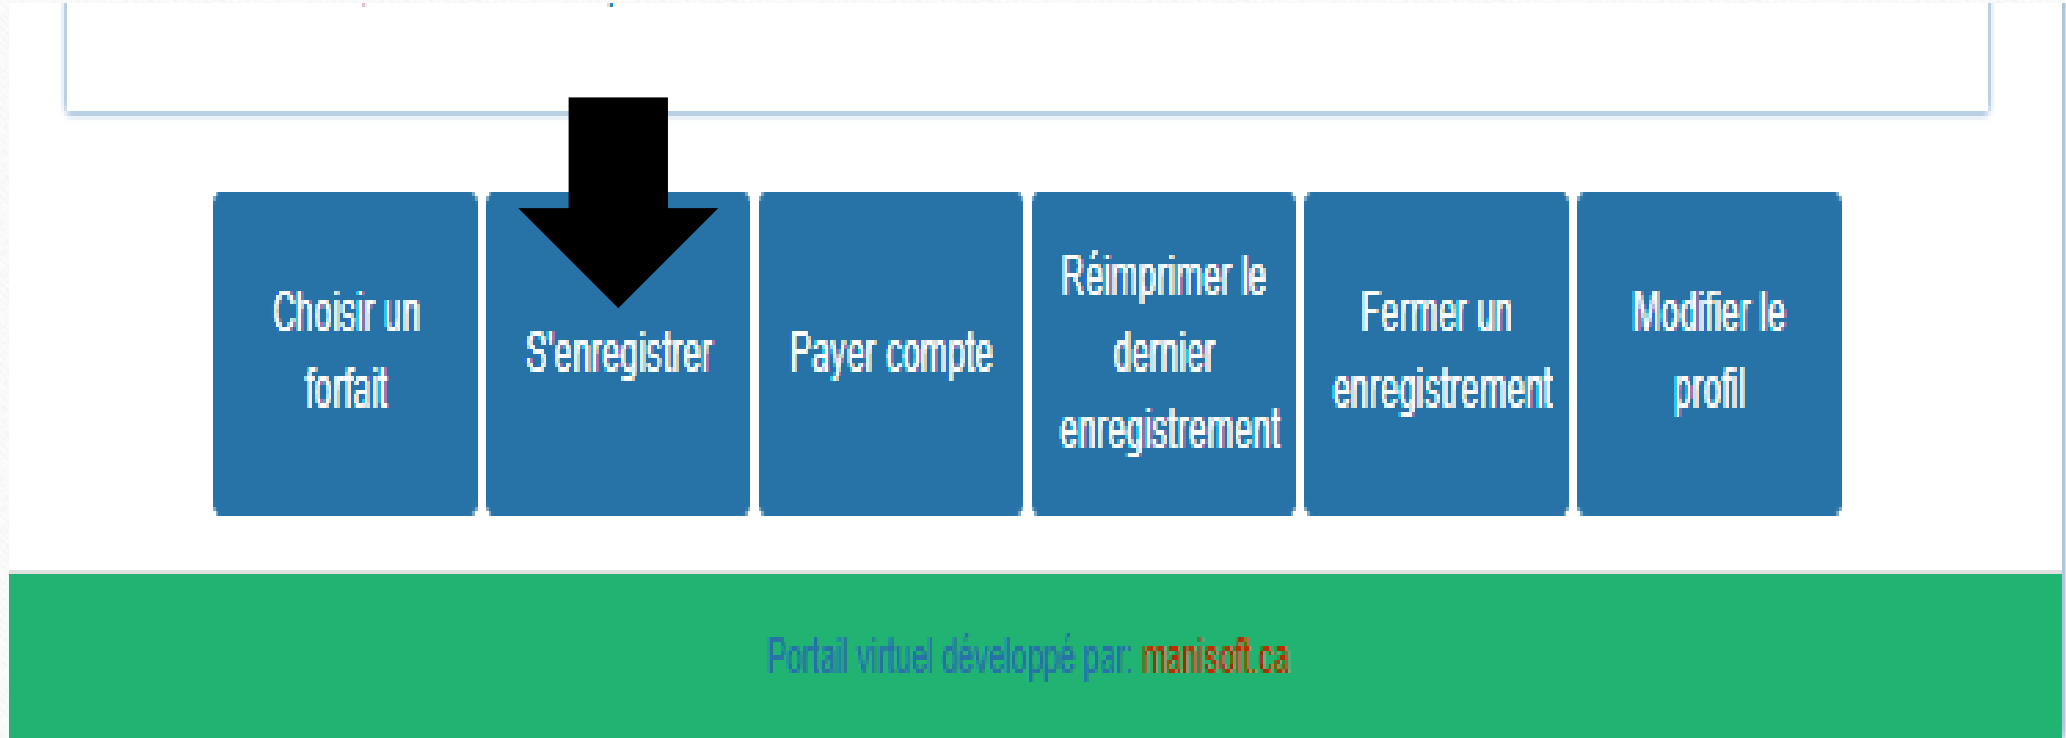 Choisir un
forfait
S'enregistrer
Payer compte
Réimprimer le
dernier
enregistrement
Fermer un
enregistrement
Modifier le
profil
Portail virtuel développé par: manisoft.ca